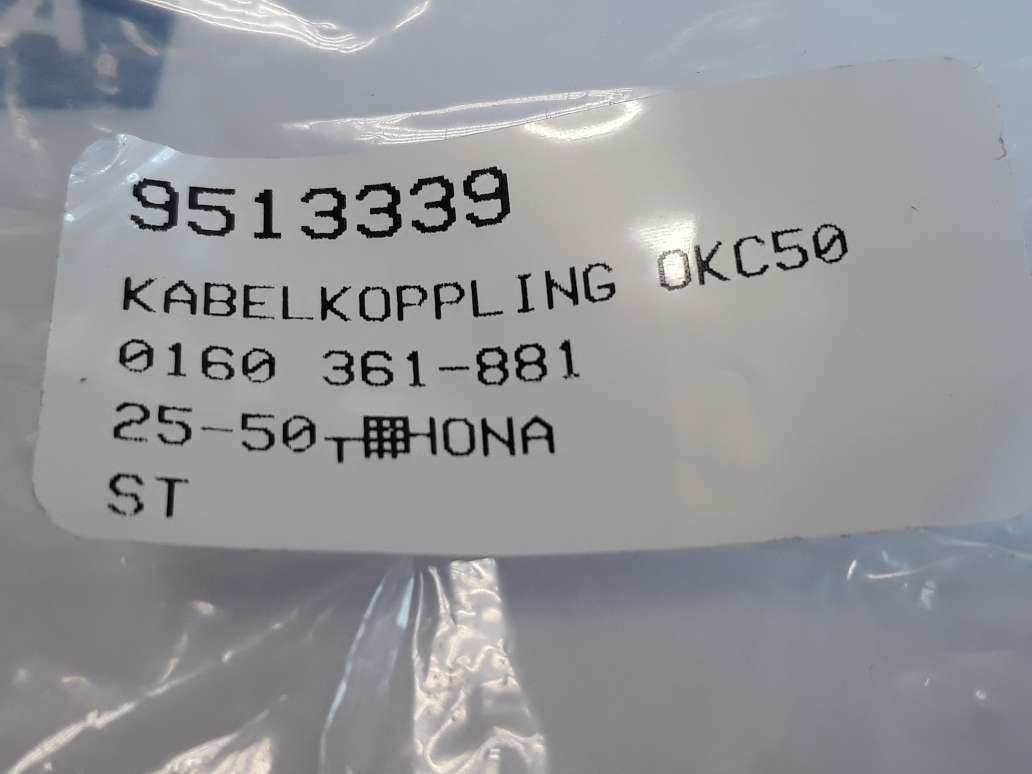 9513339
KABELKOPPLING OKC50
0160 361-881
25-50┬▦┤HONA
ST